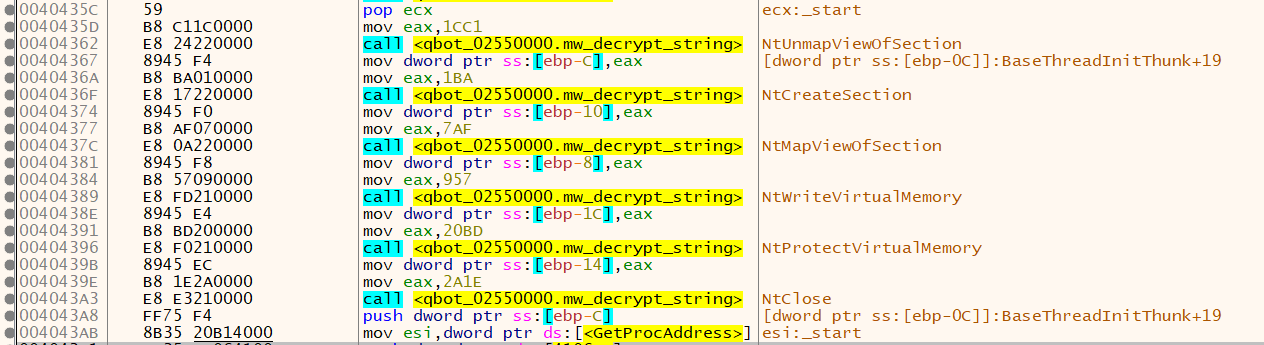 0040435C 59 pop ecx ecx:_start
0040435D B8 C11C0000 mov eax,1CC1
00404362 E8 24220000 call <qbot_02550000.mw_decrypt_string> NtUnmapViewOfSection
00404367 8945 F4 mov dword ptr ss:[ebp-C],eax [dword ptr ss:[ebp-0C]]:BaseThreadInitThunk+19
0040436A B8 BA010000 mov eax,1BA
0040436F E8 17220000 call <qbot_02550000.mw_decrypt_string> NtCreateSection
00404374 8945 F0 mov dword ptr ss:[ebp-10],eax
00404377 B8 AF070000 mov eax,7AF
0040437C E8 0A220000 call <qbot_02550000.mw_decrypt_string> NtMapViewOfSection
00404381 8945 F8 mov dword ptr ss:[ebp-8],eax
00404384 B8 57090000 mov eax,957
00404389 E8 FD210000 call <qbot_02550000.mw_decrypt_string> NtWriteVirtualMemory
0040438E 8945 E4 mov dword ptr ss:[ebp-1C],eax
00404391 B8 BD200000 mov eax,20BD
00404396 E8 F0210000 call <qbot_02550000.mw_decrypt_string> NtProtectVirtualMemory
0040439B 8945 EC mov dword ptr ss:[ebp-14],eax
0040439E B8 1E2A0000 mov eax,2A1E
004043A3 E8 E3210000 call <qbot_02550000.mw_decrypt_string> NtClose
004043A8 FF75 F4 push dword ptr ss:[ebp-C] [dword ptr ss:[ebp-0C]]:BaseThreadInitThunk+19
004043AB 8B35 20B14000 mov esi,dword ptr ds:[<GetProcAddress>] esi:_start